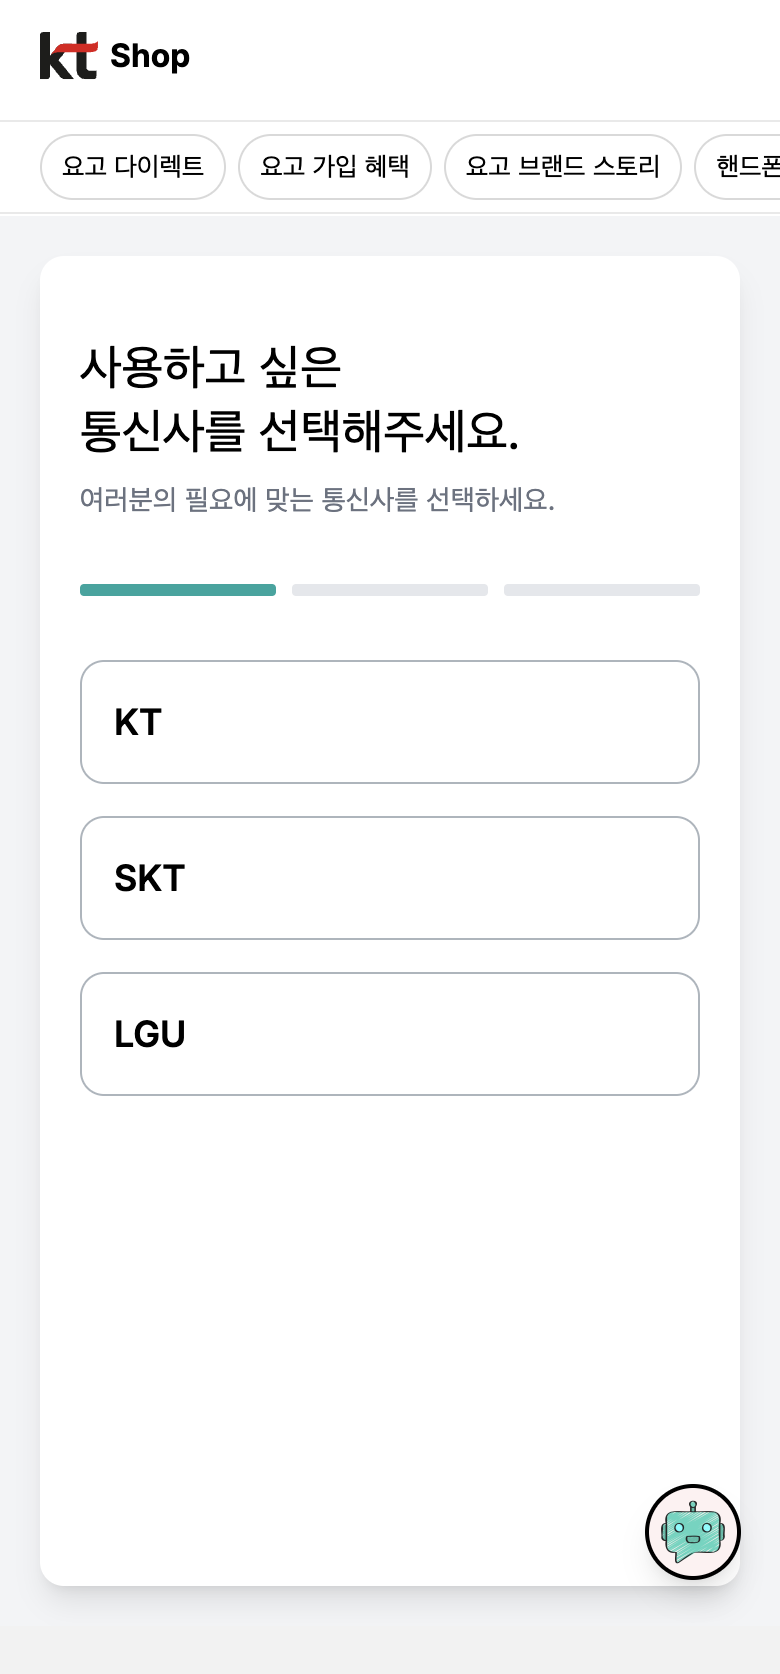 kt Shop
요고 다이렉트 요고 가입 혜택 요고 브랜드 스토리 핸드폰
사용하고 싶은
통신사를 선택해주세요.
여러분의 필요에 맞는 통신사를 선택하세요.
KT
SKT
LGU